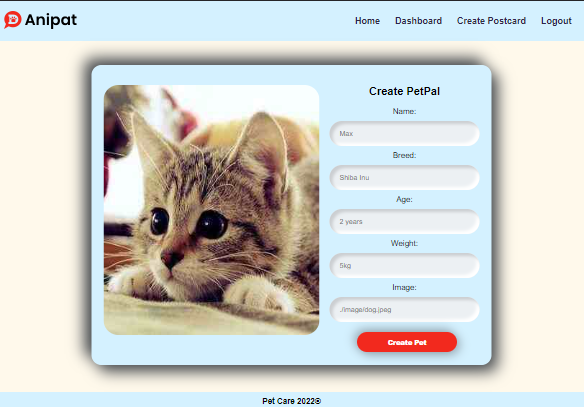 Anipat
Home Dashboard Create Postcard Logout
Create PetPal
Name:
Max
Breed:
Shiba Inu
Age:
2 years
Weight:
5kg
Image:
./image/dog.jpeg
Create Pet
Pet Care 2022®